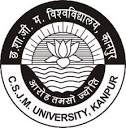 छ.शा.जी.म. विश्वविद्यालय, कानपुर
आरोह तमसो ज्योतिः
C.S.J.M. UNIVERSITY, KANPUR